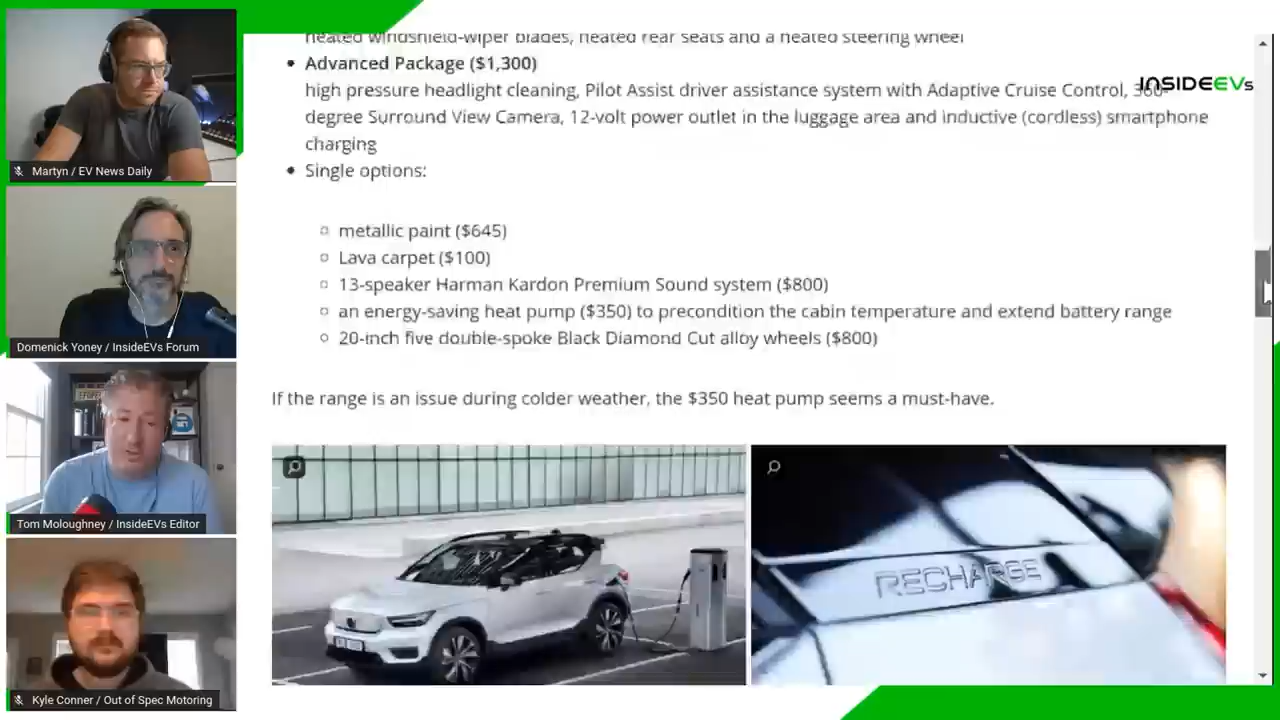 heated windshield-wiper blades, heated rear seats and a heated steering wheel
Advanced Package ($1,300)
high pressure headlight cleaning, Pilot Assist driver assistance system with Adaptive Cruise Control, 360-
INSIDEEVs
degree Surround View Camera, 12-volt power outlet in the luggage area and inductive (cordless) smartphone
charging
Single options:
metallic paint ($645)
Lava carpet ($100)
13-speaker Harman Kardon Premium Sound system ($800)
an energy-saving heat pump ($350) to precondition the cabin temperature and extend battery range
20-inch five double-spoke Black Diamond Cut alloy wheels ($800)
If the range is an issue during colder weather, the $350 heat pump seems a must-have.
RECHARGE
Martyn / EV News Daily
Domenick Yoney / InsideEVs Forum
Tom Moloughney / InsideEVs Editor
Kyle Conner / Out of Spec Motoring